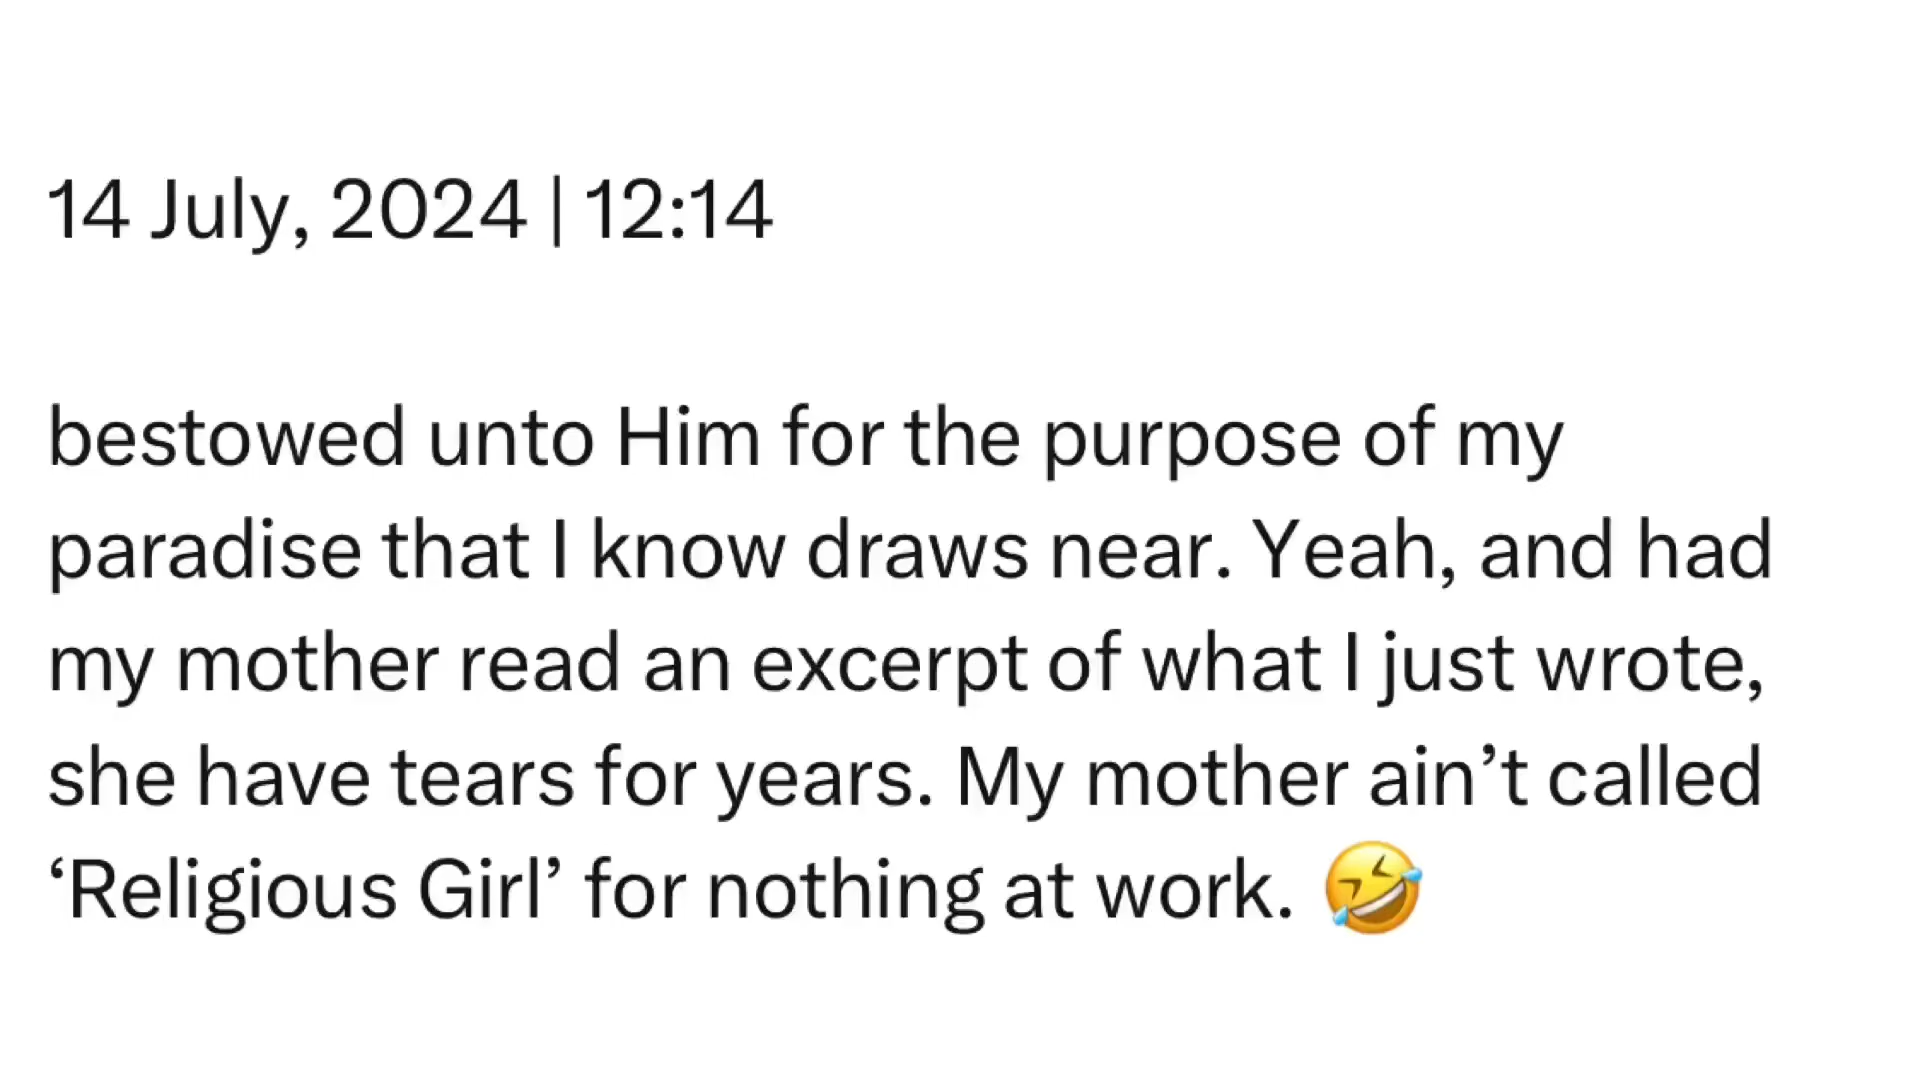 14 July, 2024 | 12:14
bestowed unto Him for the purpose of my
paradise that I know draws near. Yeah, and had
my mother read an excerpt of what I just wrote,
she have tears for years. My mother ain’t called
‘Religious Girl’ for nothing at work. 🤣